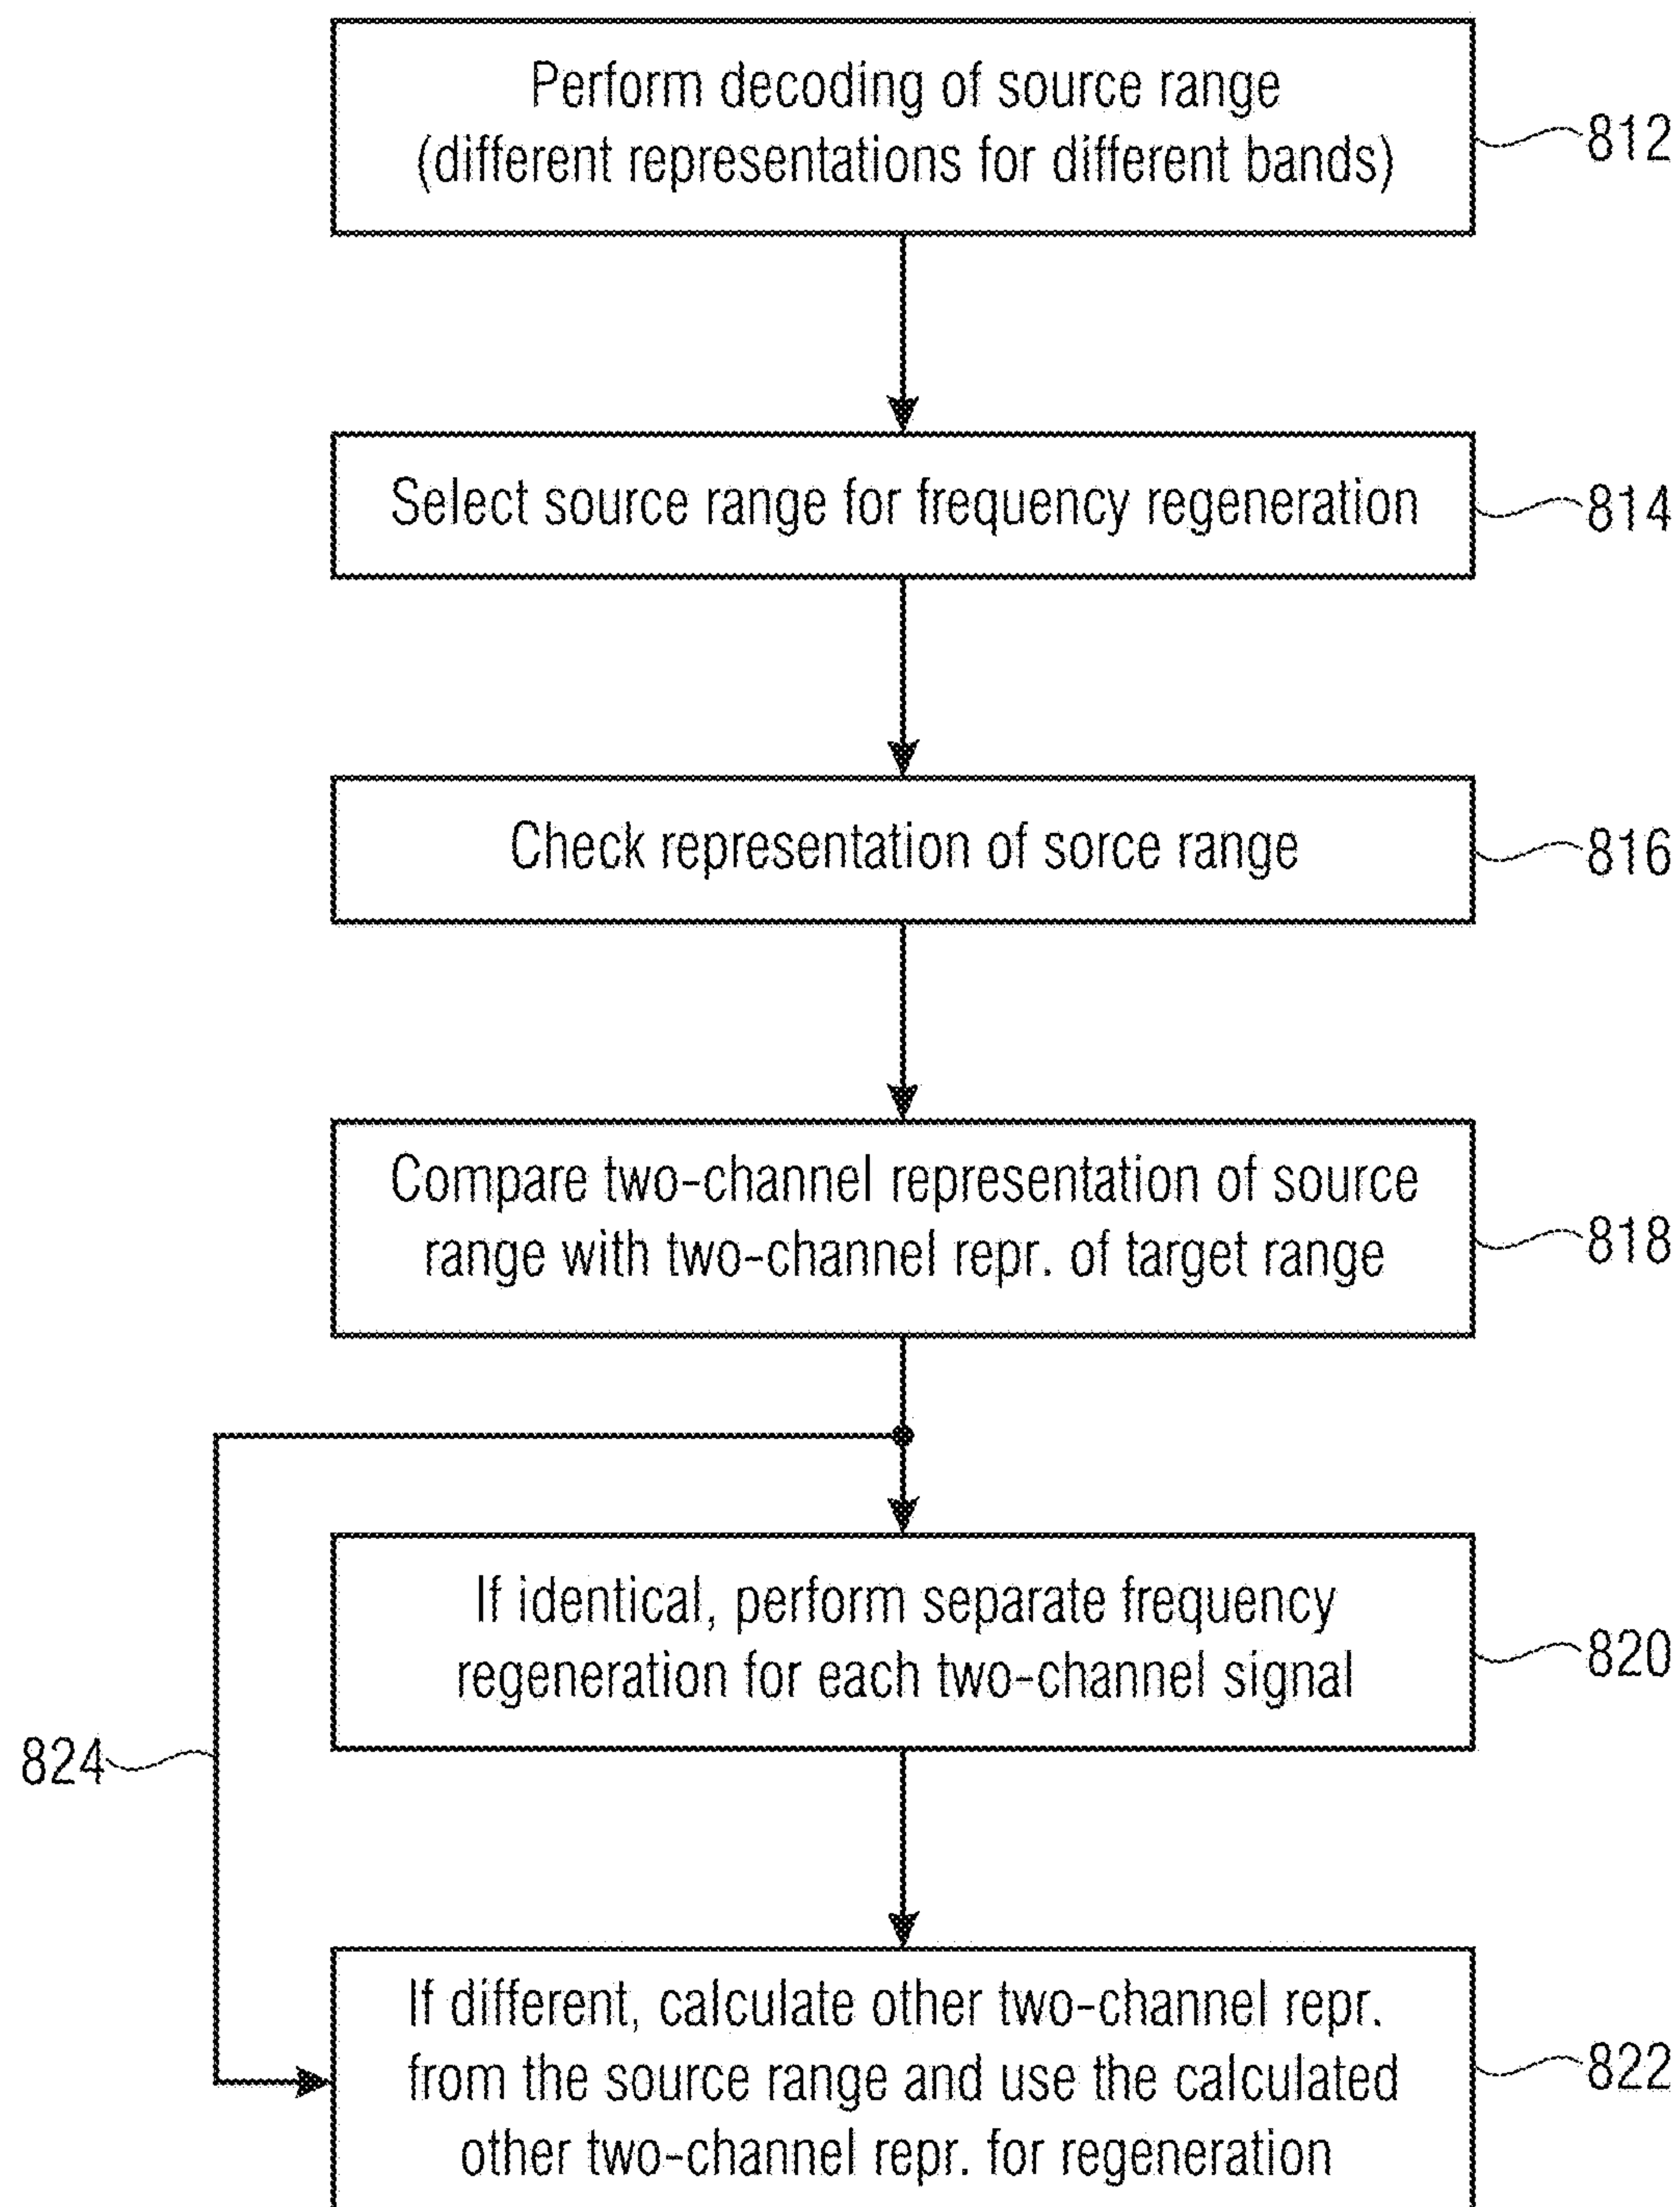 Perform decoding of source range
(different representations for different bands)
812
Select source range for frequency regeneration
814
Check representation of sorce range
816
Compare two-channel representation of source
range with two-channel repr. of target range
818
If identical, perform separate frequency
regeneration for each two-channel signal
820
824
If different, calculate other two-channel repr.
from the source range and use the calculated
other two-channel repr. for regeneration
822